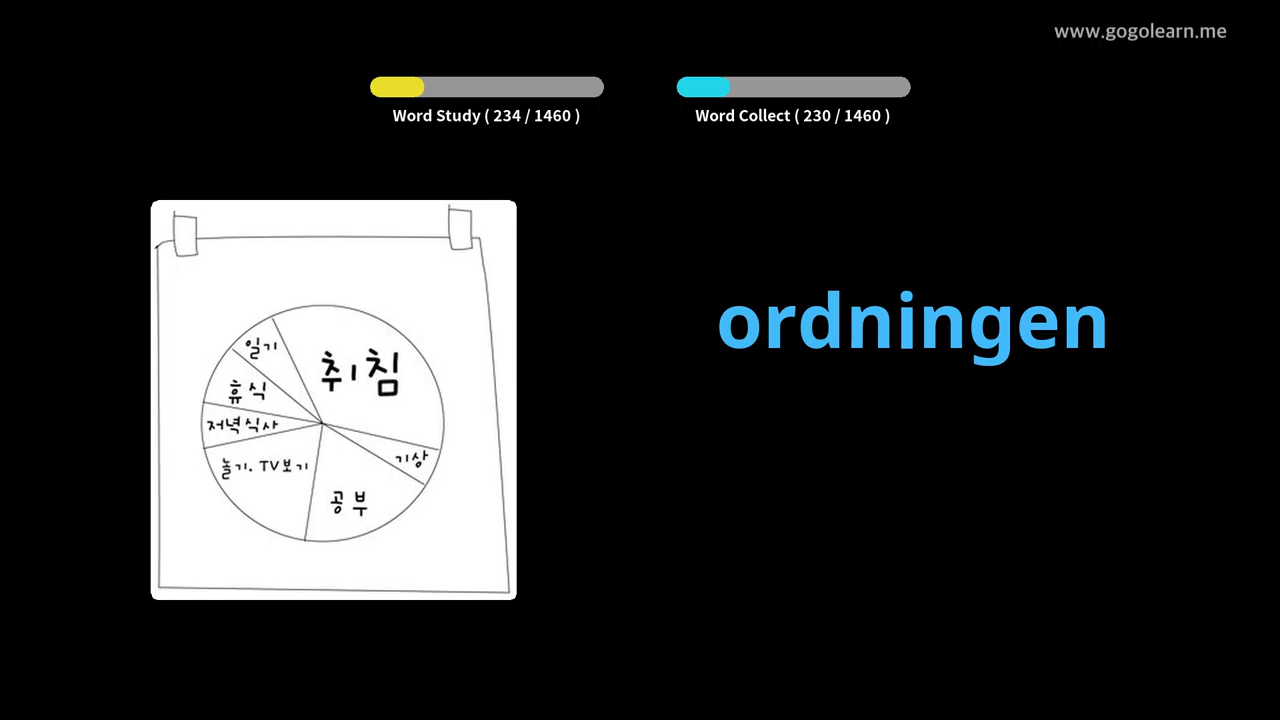 www.gogolearn.me
Word Study ( 234 / 1460 )
Word Collect ( 230 / 1460 )
ordningen
일기
취침
휴식
저녁식사
기상
놀기. TV보기
공부